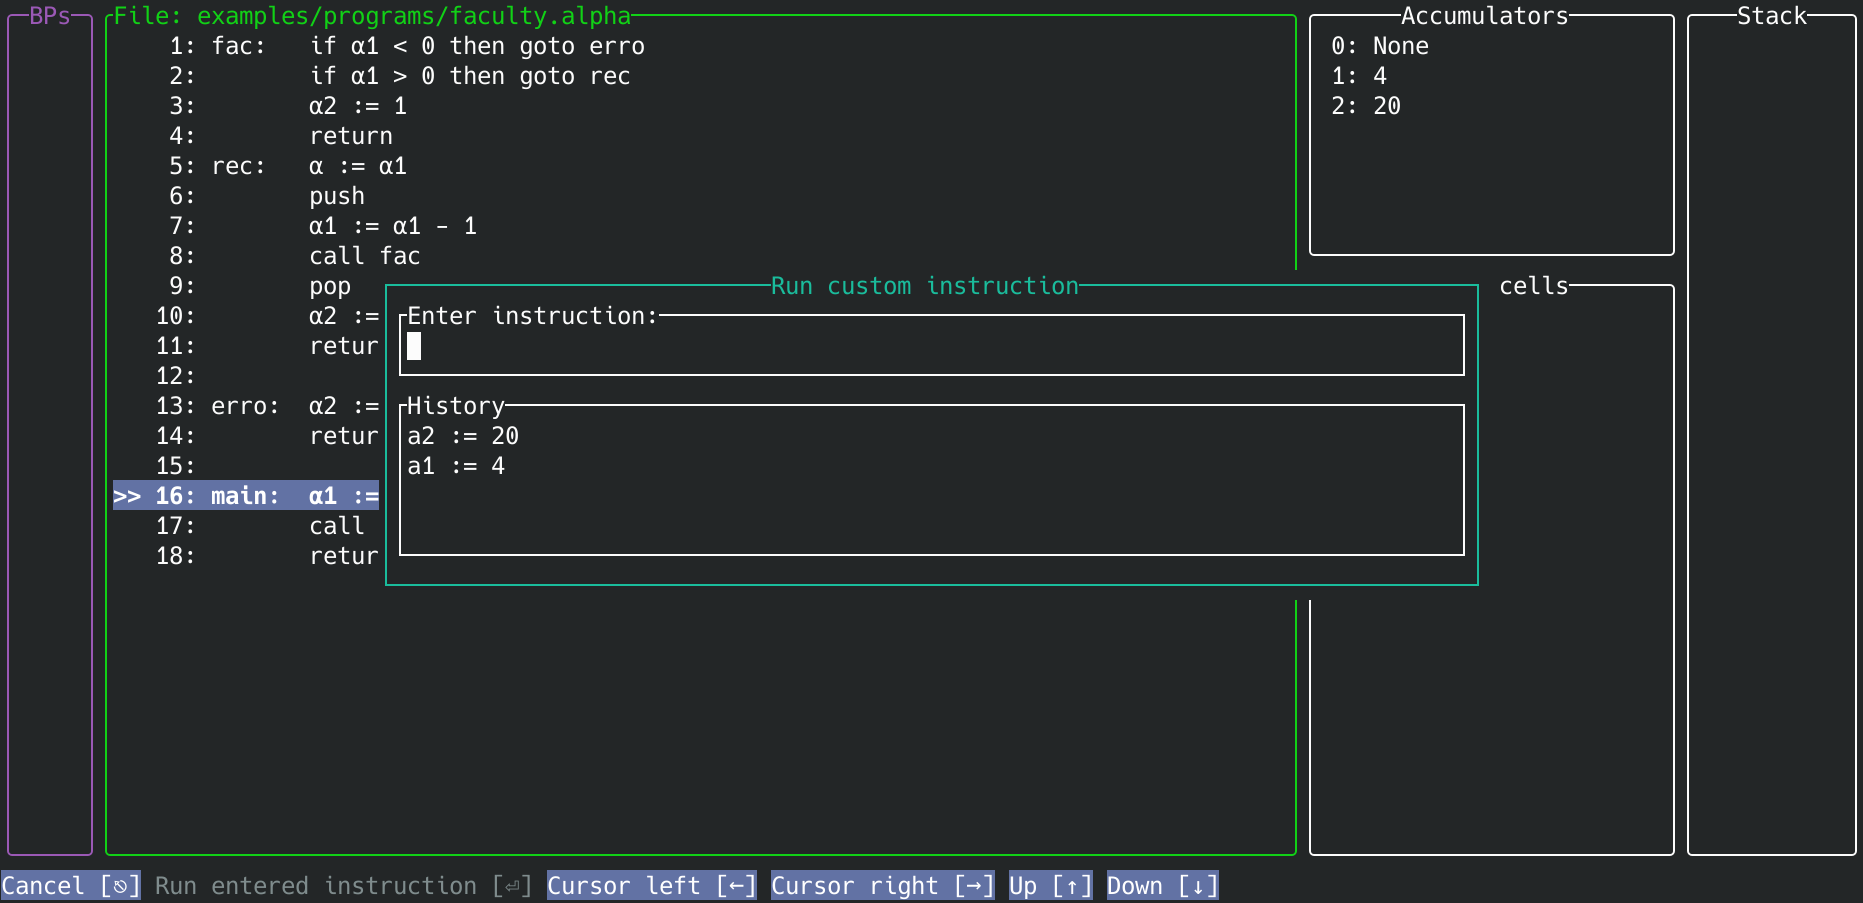 BPs
File: examples/programs/faculty.alpha
1: fac:   if α1 < 0 then goto erro
2:        if α1 > 0 then goto rec
3:        α2 := 1
4:        return
5: rec:   α := α1
6:        push
7:        α1 := α1 - 1
8:        call fac
9:        pop
10:        α2 :=
11:        retur
12:
13: erro:  α2 :=
14:        retur
15:
>> 16: main:  α1 :=
17:        call
18:        retur
Run custom instruction
Enter instruction:
History
a2 := 20
a1 := 4
Accumulators
0: None
1: 4
2: 20
cells
Stack
Cancel [⎋] Run entered instruction [⏎] Cursor left [←] Cursor right [→] Up [↑] Down [↓]